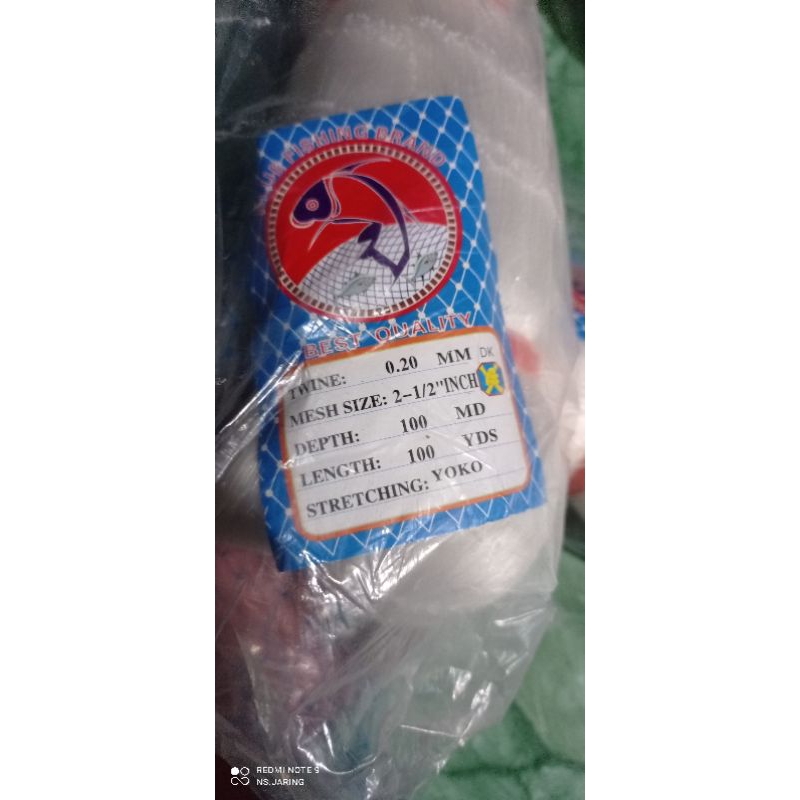 FISHING BRAND
BEST QUALITY
TWINE: 0.20 MM DK
MESH SIZE: 2-1/2"INCH
DEPTH: 100 MD
LENGTH: 100 YDS
STRETCHING: YOKO
REDMI NOTE 9
NS.JARING